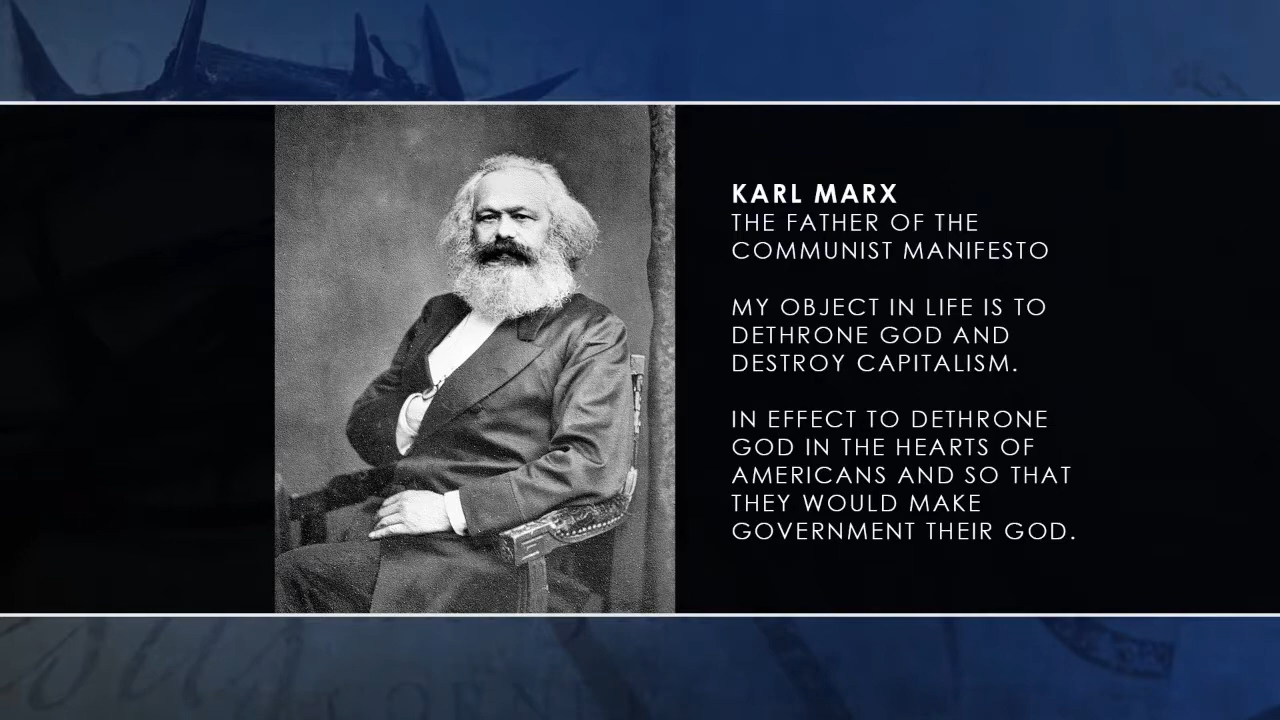 KARL MARX
THE FATHER OF THE
COMMUNIST MANIFESTO
MY OBJECT IN LIFE IS TO
DETHRONE GOD AND
DESTROY CAPITALISM.
IN EFFECT TO DETHRONE
GOD IN THE HEARTS OF
AMERICANS AND SO THAT
THEY WOULD MAKE
GOVERNMENT THEIR GOD.